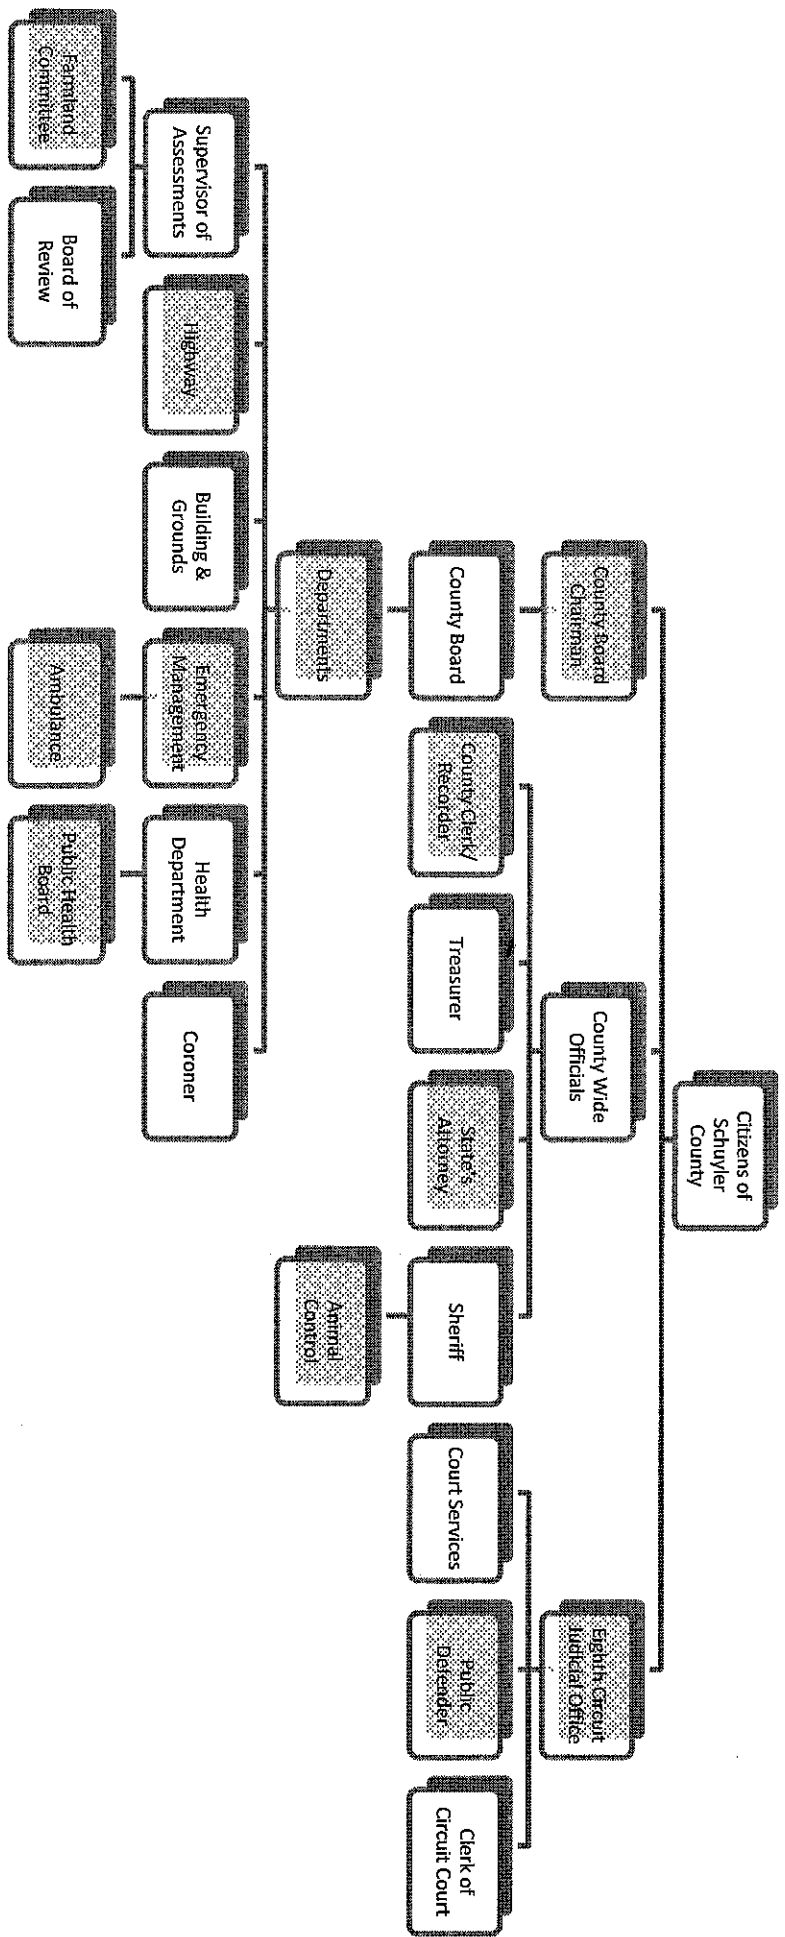 Citizens of
Schuyler
County
County Board
Chairman
County Wide
Officials
Eighth Circuit
Judicial Office
County Board
County Clerk/
Recorder
Treasurer
State's
Attorney
Sheriff
Court Services
Public
Defender
Clerk of
Circuit Court
Departments
Animal
Control
Supervisor of
Assessments
Highway
Building &
Grounds
Emergency
Management
Health
Department
Coroner
Farmland
Committee
Board of
Review
Ambulance
Public Health
Board